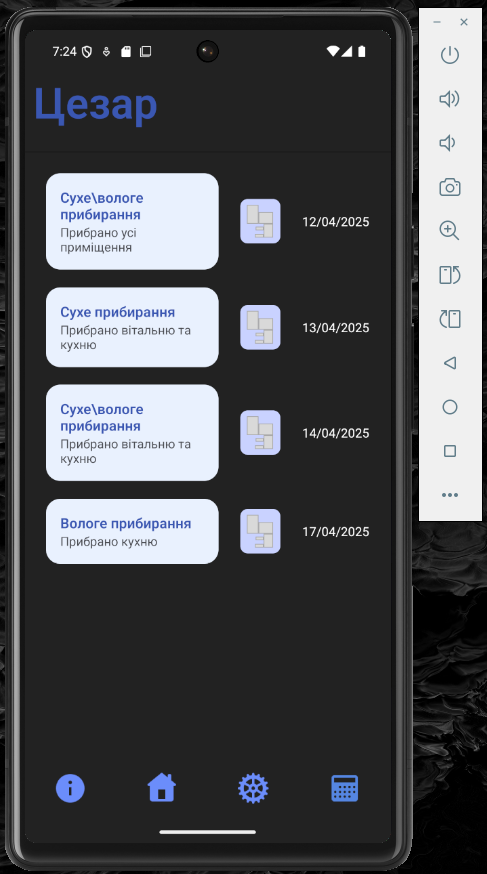 7:24
Цезар
Сухе\вологе
прибирання
Прибрано усі
приміщення
12/04/2025
Сухе прибирання
Прибрано вітальню та
кухню
13/04/2025
Сухе\вологе
прибирання
Прибрано вітальню та
кухню
14/04/2025
Вологе прибирання
Прибрано кухню
17/04/2025